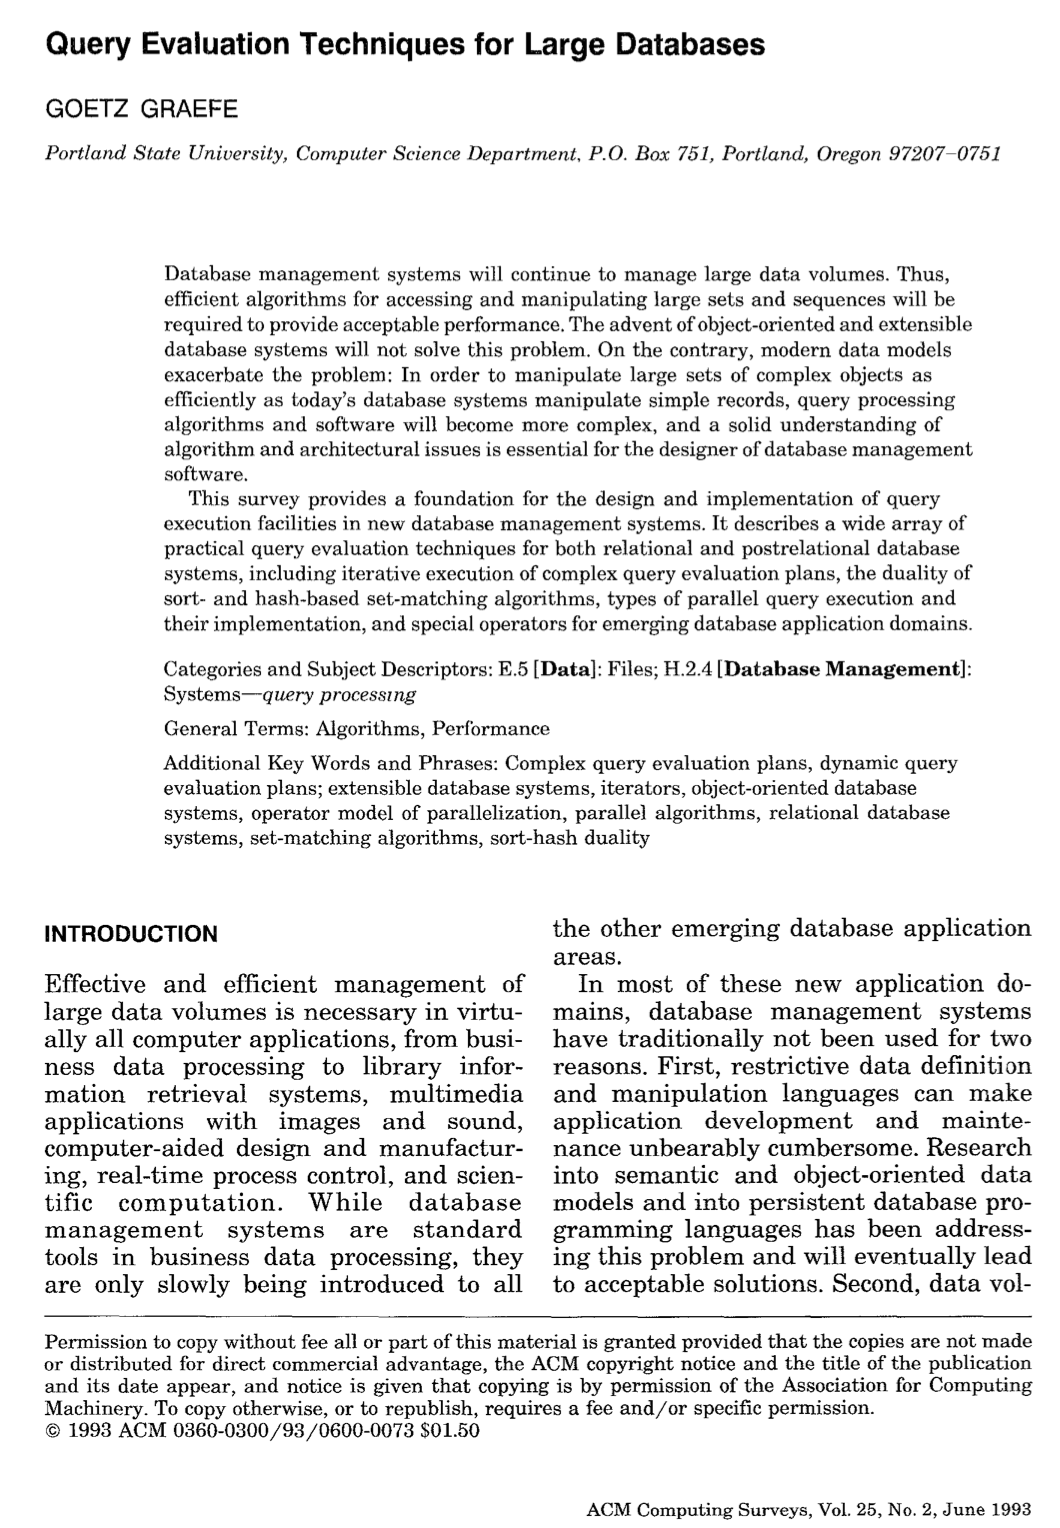 Query Evaluation Techniques for Large Databases
GOETZ GRAEFE
Portland State University, Computer Science Department, P.O. Box 751, Portland, Oregon 97207-0751
Database management systems will continue to manage large data volumes. Thus,
efficient algorithms for accessing and manipulating large sets and sequences will be
required to provide acceptable performance. The advent of object-oriented and extensible
database systems will not solve this problem. On the contrary, modern data models
exacerbate the problem: In order to manipulate large sets of complex objects as
efficiently as today's database systems manipulate simple records, query processing
algorithms and software will become more complex, and a solid understanding of
algorithm and architectural issues is essential for the designer of database management
software.
This survey provides a foundation for the design and implementation of query
execution facilities in new database management systems. It describes a wide array of
practical query evaluation techniques for both relational and postrelational database
systems, including iterative execution of complex query evaluation plans, the duality of
sort- and hash-based set-matching algorithms, types of parallel query execution and
their implementation, and special operators for emerging database application domains.
Categories and Subject Descriptors: E.5 [Data]: Files; H.2.4 [Database Management]:
Systems—query processing
General Terms: Algorithms, Performance
Additional Key Words and Phrases: Complex query evaluation plans, dynamic query
evaluation plans; extensible database systems, iterators, object-oriented database
systems, operator model of parallelization, parallel algorithms, relational database
systems, set-matching algorithms, sort-hash duality
INTRODUCTION
Effective and efficient management of
large data volumes is necessary in virtu-
ally all computer applications, from busi-
ness data processing to library infor-
mation retrieval systems, multimedia
applications with images and sound,
computer-aided design and manufactur-
ing, real-time process control, and scien-
tific computation. While database
management systems are standard
tools in business data processing, they
are only slowly being introduced to all
the other emerging database application
areas.
In most of these new application do-
mains, database management systems
have traditionally not been used for two
reasons. First, restrictive data definition
and manipulation languages can make
application development and mainte-
nance unbearably cumbersome. Research
into semantic and object-oriented data
models and into persistent database pro-
gramming languages has been address-
ing this problem and will eventually lead
to acceptable solutions. Second, data vol-
Permission to copy without fee all or part of this material is granted provided that the copies are not made
or distributed for direct commercial advantage, the ACM copyright notice and the title of the publication
and its date appear, and notice is given that copying is by permission of the Association for Computing
Machinery. To copy otherwise, or to republish, requires a fee and/or specific permission.
© 1993 ACM 0360-0300/93/0600-0073 $01.50
ACM Computing Surveys, Vol. 25, No. 2, June 1993